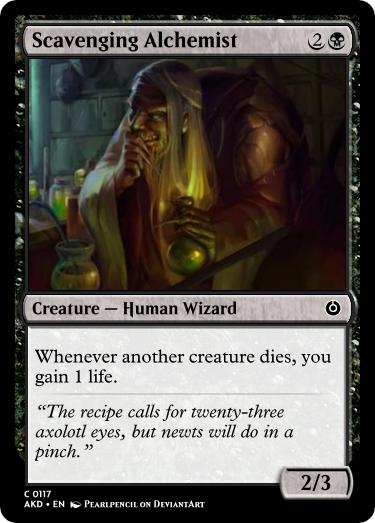 Scavenging Alchemist 2
Creature — Human Wizard
Whenever another creature dies, you
gain 1 life.
“The recipe calls for twenty-three
axolotl eyes, but newts will do in a
pinch.”
2/3
C 0117
AKD • EN Pearlpencil on DeviantArt